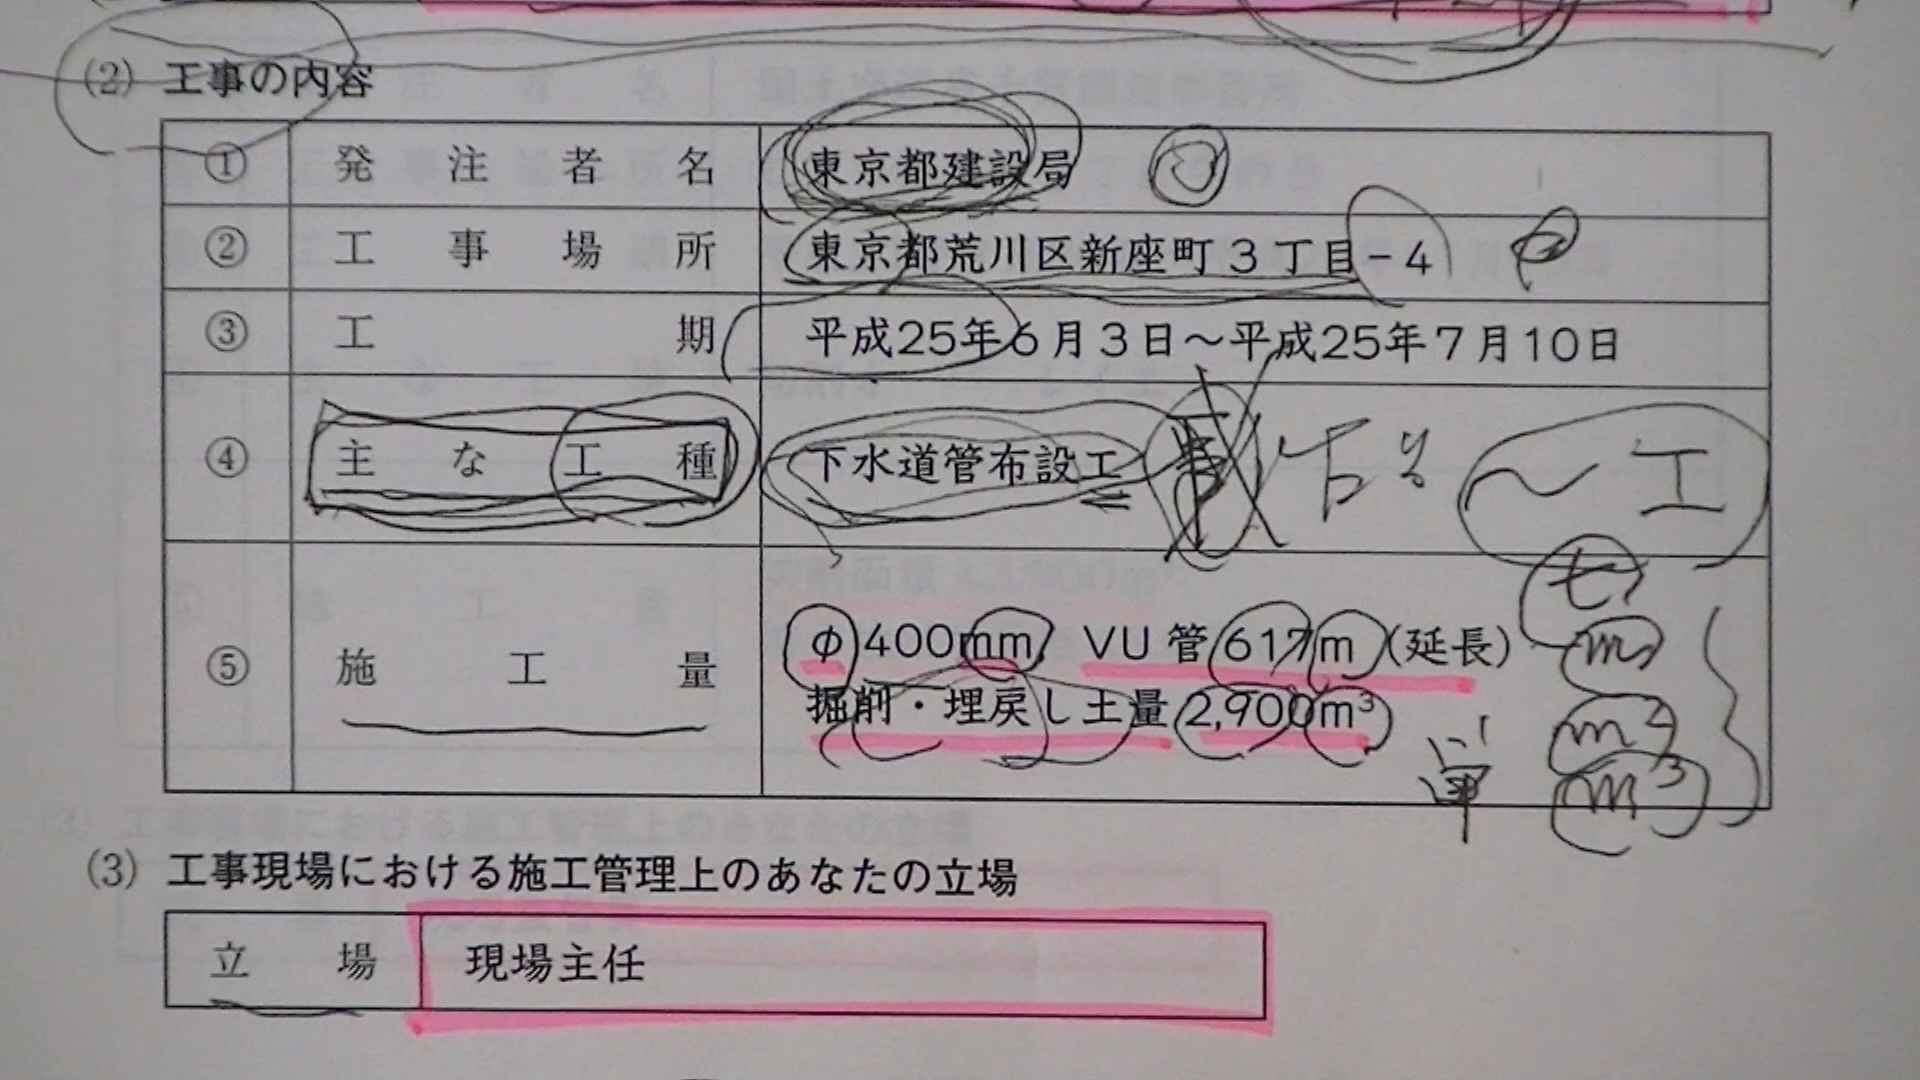 (2) 工事の内容
① 発注者名 東京都建設局
② 工事場所 東京都荒川区新座町3丁目-4
③ 工期 平成25年6月3日～平成25年7月10日
④ 主な工種 下水道管布設工 ～工
⑤ 施工量 φ400mm VU管617m(延長) m
掘削・埋戻し土量2,900m³ m²
m³
(3) 工事現場における施工管理上のあなたの立場
立場 現場主任